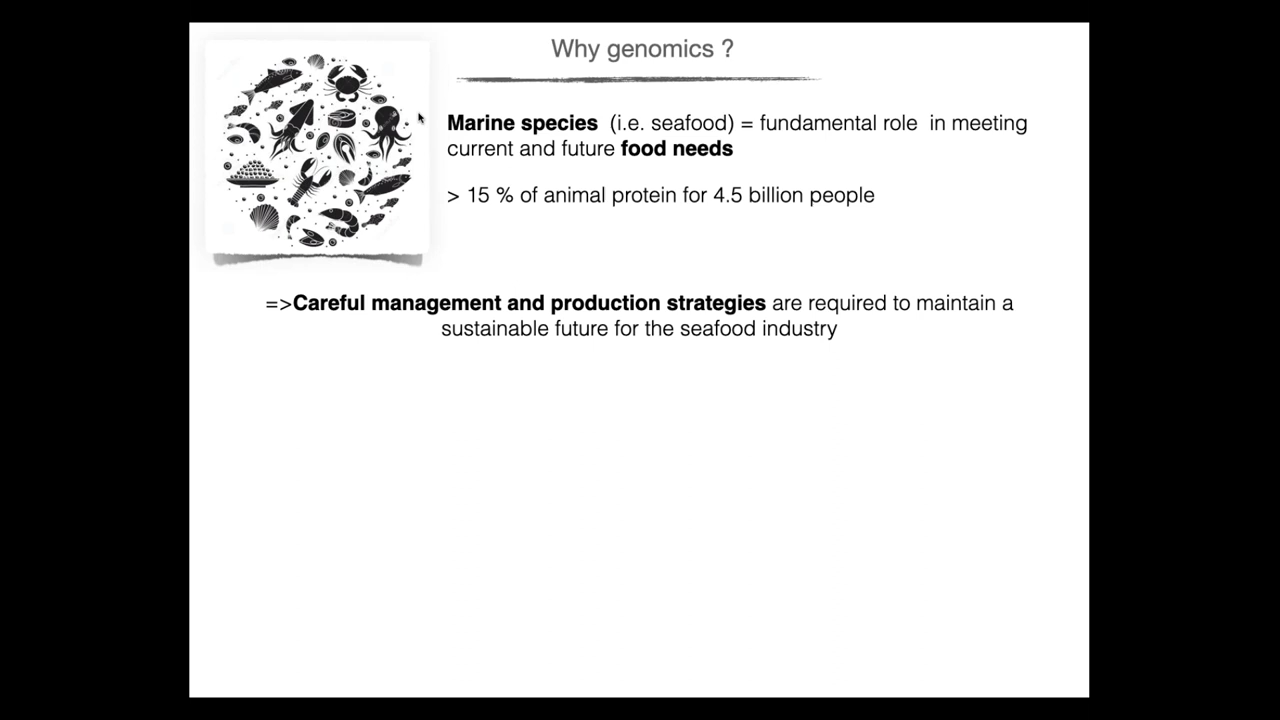 Why genomics ?
Marine species (i.e. seafood) = fundamental role in meeting
current and future food needs
> 15 % of animal protein for 4.5 billion people
=>Careful management and production strategies are required to maintain a
sustainable future for the seafood industry